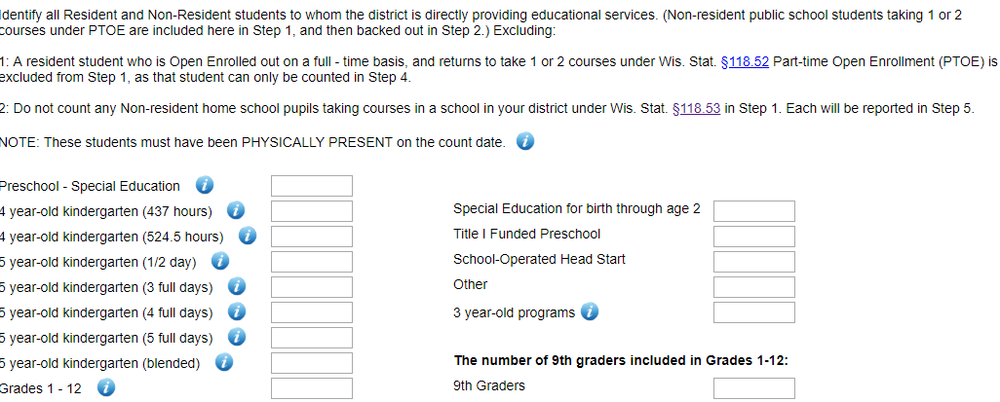 Identify all Resident and Non-Resident students to whom the district is directly providing educational services. (Non-resident public school students taking 1 or 2
courses under PTOE are included here in Step 1, and then backed out in Step 2.) Excluding:
1: A resident student who is Open Enrolled out on a full - time basis, and returns to take 1 or 2 courses under Wis. Stat. §118.52 Part-time Open Enrollment (PTOE) is
excluded from Step 1, as that student can only be counted in Step 4.
2: Do not count any Non-resident home school pupils taking courses in a school in your district under Wis. Stat. §118.53 in Step 1. Each will be reported in Step 5.
NOTE: These students must have been PHYSICALLY PRESENT on the count date.
Preschool - Special Education
4 year-old kindergarten (437 hours)
4 year-old kindergarten (524.5 hours)
5 year-old kindergarten (1/2 day)
5 year-old kindergarten (3 full days)
5 year-old kindergarten (4 full days)
5 year-old kindergarten (5 full days)
5 year-old kindergarten (blended)
Grades 1 - 12
Special Education for birth through age 2
Title I Funded Preschool
School-Operated Head Start
Other
3 year-old programs
The number of 9th graders included in Grades 1-12:
9th Graders